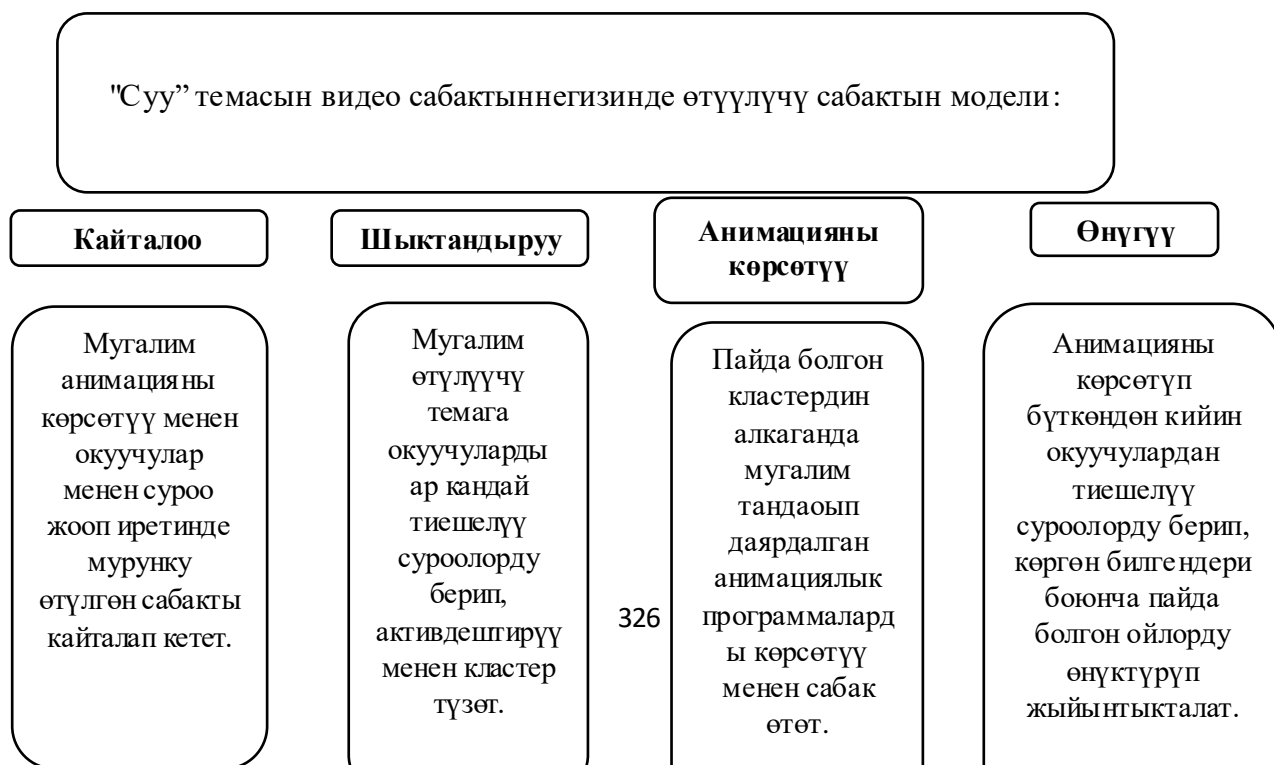 "Суу” темасын видео сабактыннегизинде өтүүлүчү сабактын модели:
Кайталоо
Мугалим
анимацияны
көрсөтүү менен
окуучулар
менен суроо
жооп иретинде
мурунку
өтүлгөн сабакты
кайталап кетет.
Шыктандыруу
Мугалим
өтүлүүчү
темага
окуучуларды
ар кандай
тиешелүү
суроолорду
берип,
активдештирүү
менен кластер
түзөт.
Анимацияны
көрсөтүү
Пайда болгон
кластердин
алкаганда
мугалим
тандаоып
даярдалган
анимациялык
программалард
ы көрсөтүү
менен сабак
өтөт.
Өнүгүү
Анимацияны
көрсөтүп
бүткөндөн кийин
окуучулардан
тиешелүү
суроолорду берип,
көргөн билгендери
боюнча пайда
болгон ойлорду
өнүктүрүп
жыйынтыкталат.
326